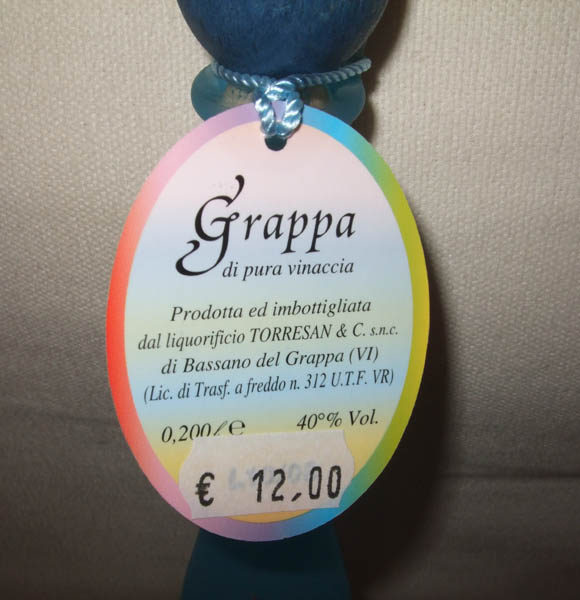 Grappa
di pura vinaccia
Prodotta ed imbottigliata
dal liquorificio TORRESAN & C. s.n.c.
di Bassano del Grappa (VI)
(Lic. di Trasf. a freddo n. 312 U.T.F. VR)
0,200 ℓ ℮ 40°% Vol.
€ 12,00